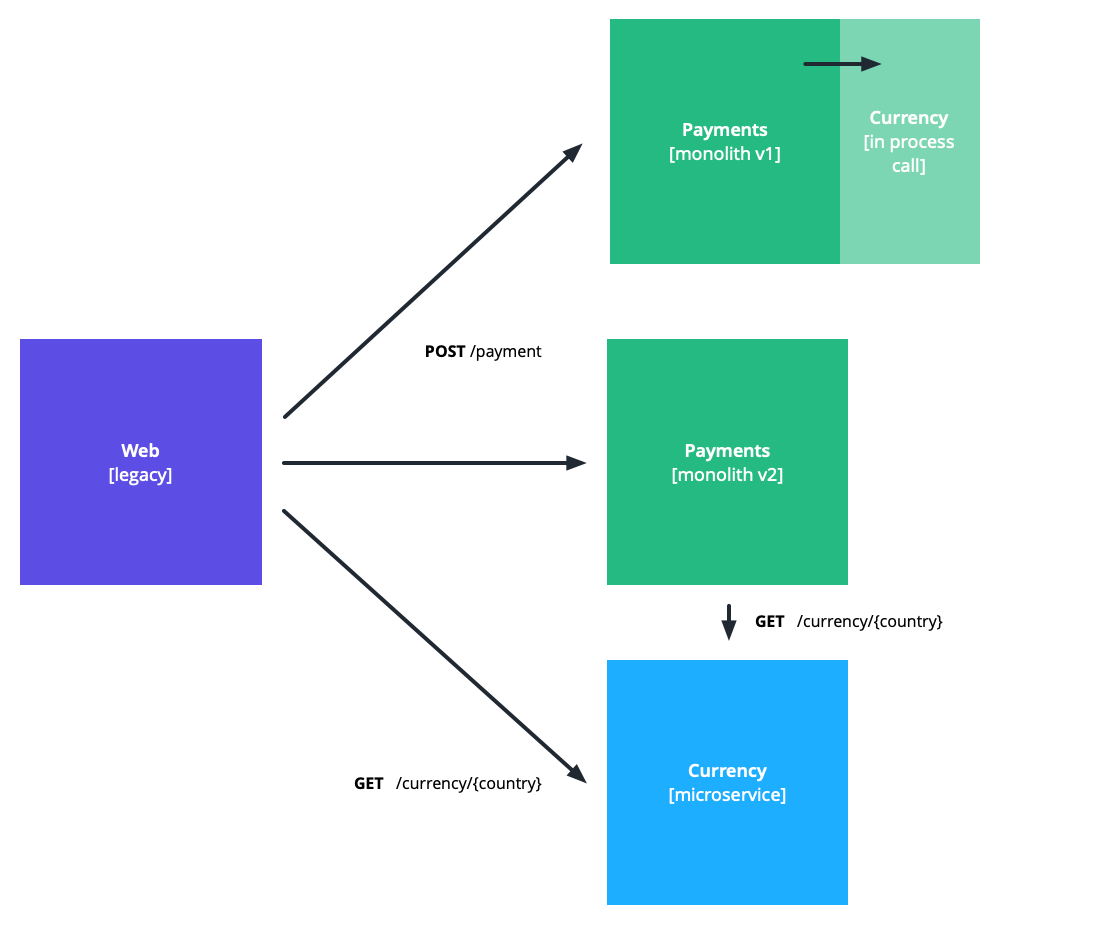 Payments
[monolith v1]
Currency
[in process
call]
POST /payment
Web
[legacy]
Payments
[monolith v2]
GET /currency/{country}
Currency
[microservice]
GET /currency/{country}